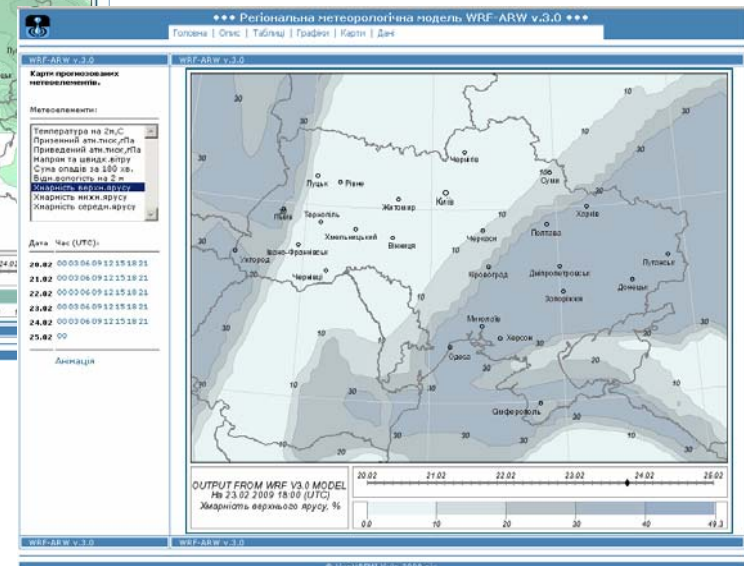 ••• Регіональна метеорологічна модель WRF-ARW v.3.0 •••
Головна | Опис | Таблиці | Графіки | Карти | Дані
WRF-ARW v.3.0
WRF-ARW v.3.0
Карти прогнозованих
метеоелементів.
Метеоелементи:
Температура на 2м,С
Приземний атм.тиск,гПа
Приведений атм.тиск,гПа
Напрям та швидк.вітру
Сума опадів за 180 хв.
Відн.вологість на 2 м
Хмарність верхн.ярусу
Хмарність нижн.ярусу
Хмарність середн.ярусу
Дата Час (UTC):
20.02 00 03 06 09 12 15 18 21
21.02 00 03 06 09 12 15 18 21
22.02 00 03 06 09 12 15 18 21
23.02 00 03 06 09 12 15 18 21
24.02 00 03 06 09 12 15 18 21
25.02 00
Анімація
Чернігів
Суми
Луцьк
Рівне
Київ
Житомир
Львів
Тернопіль
Харків
Полтава
Хмельницький
Вінниця
Черкаси
Івано-Франківськ
Ужгород
Чернівці
Кіровоград
Дніпропетровськ
Луганськ
Донецьк
Запоріжжя
Миколаїв
Херсон
Одеса
Сімферополь
OUTPUT FROM WRF V3.0 MODEL
На 23.02 2009 18:00 (UTC)
Хмарність верхнього ярусу, %
20.02 21.02 22.02 23.02 24.02 25.02
0.0 10 20 30 40 49.3
WRF-ARW v.3.0
WRF-ARW v.3.0